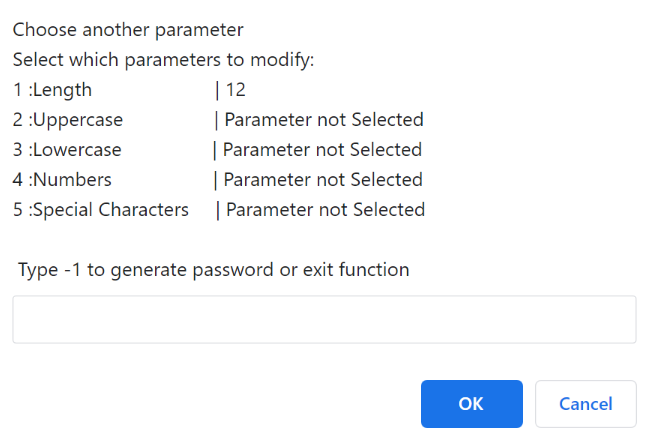 Choose another parameter
Select which parameters to modify:
1 :Length | 12
2 :Uppercase | Parameter not Selected
3 :Lowercase | Parameter not Selected
4 :Numbers | Parameter not Selected
5 :Special Characters | Parameter not Selected
Type -1 to generate password or exit function
OK Cancel